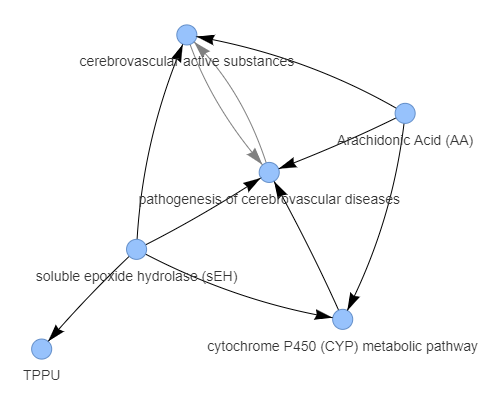 cerebrovascular active substances
Arachidonic Acid (AA)
pathogenesis of cerebrovascular diseases
soluble epoxide hydrolase (sEH)
cytochrome P450 (CYP) metabolic pathway
TPPU